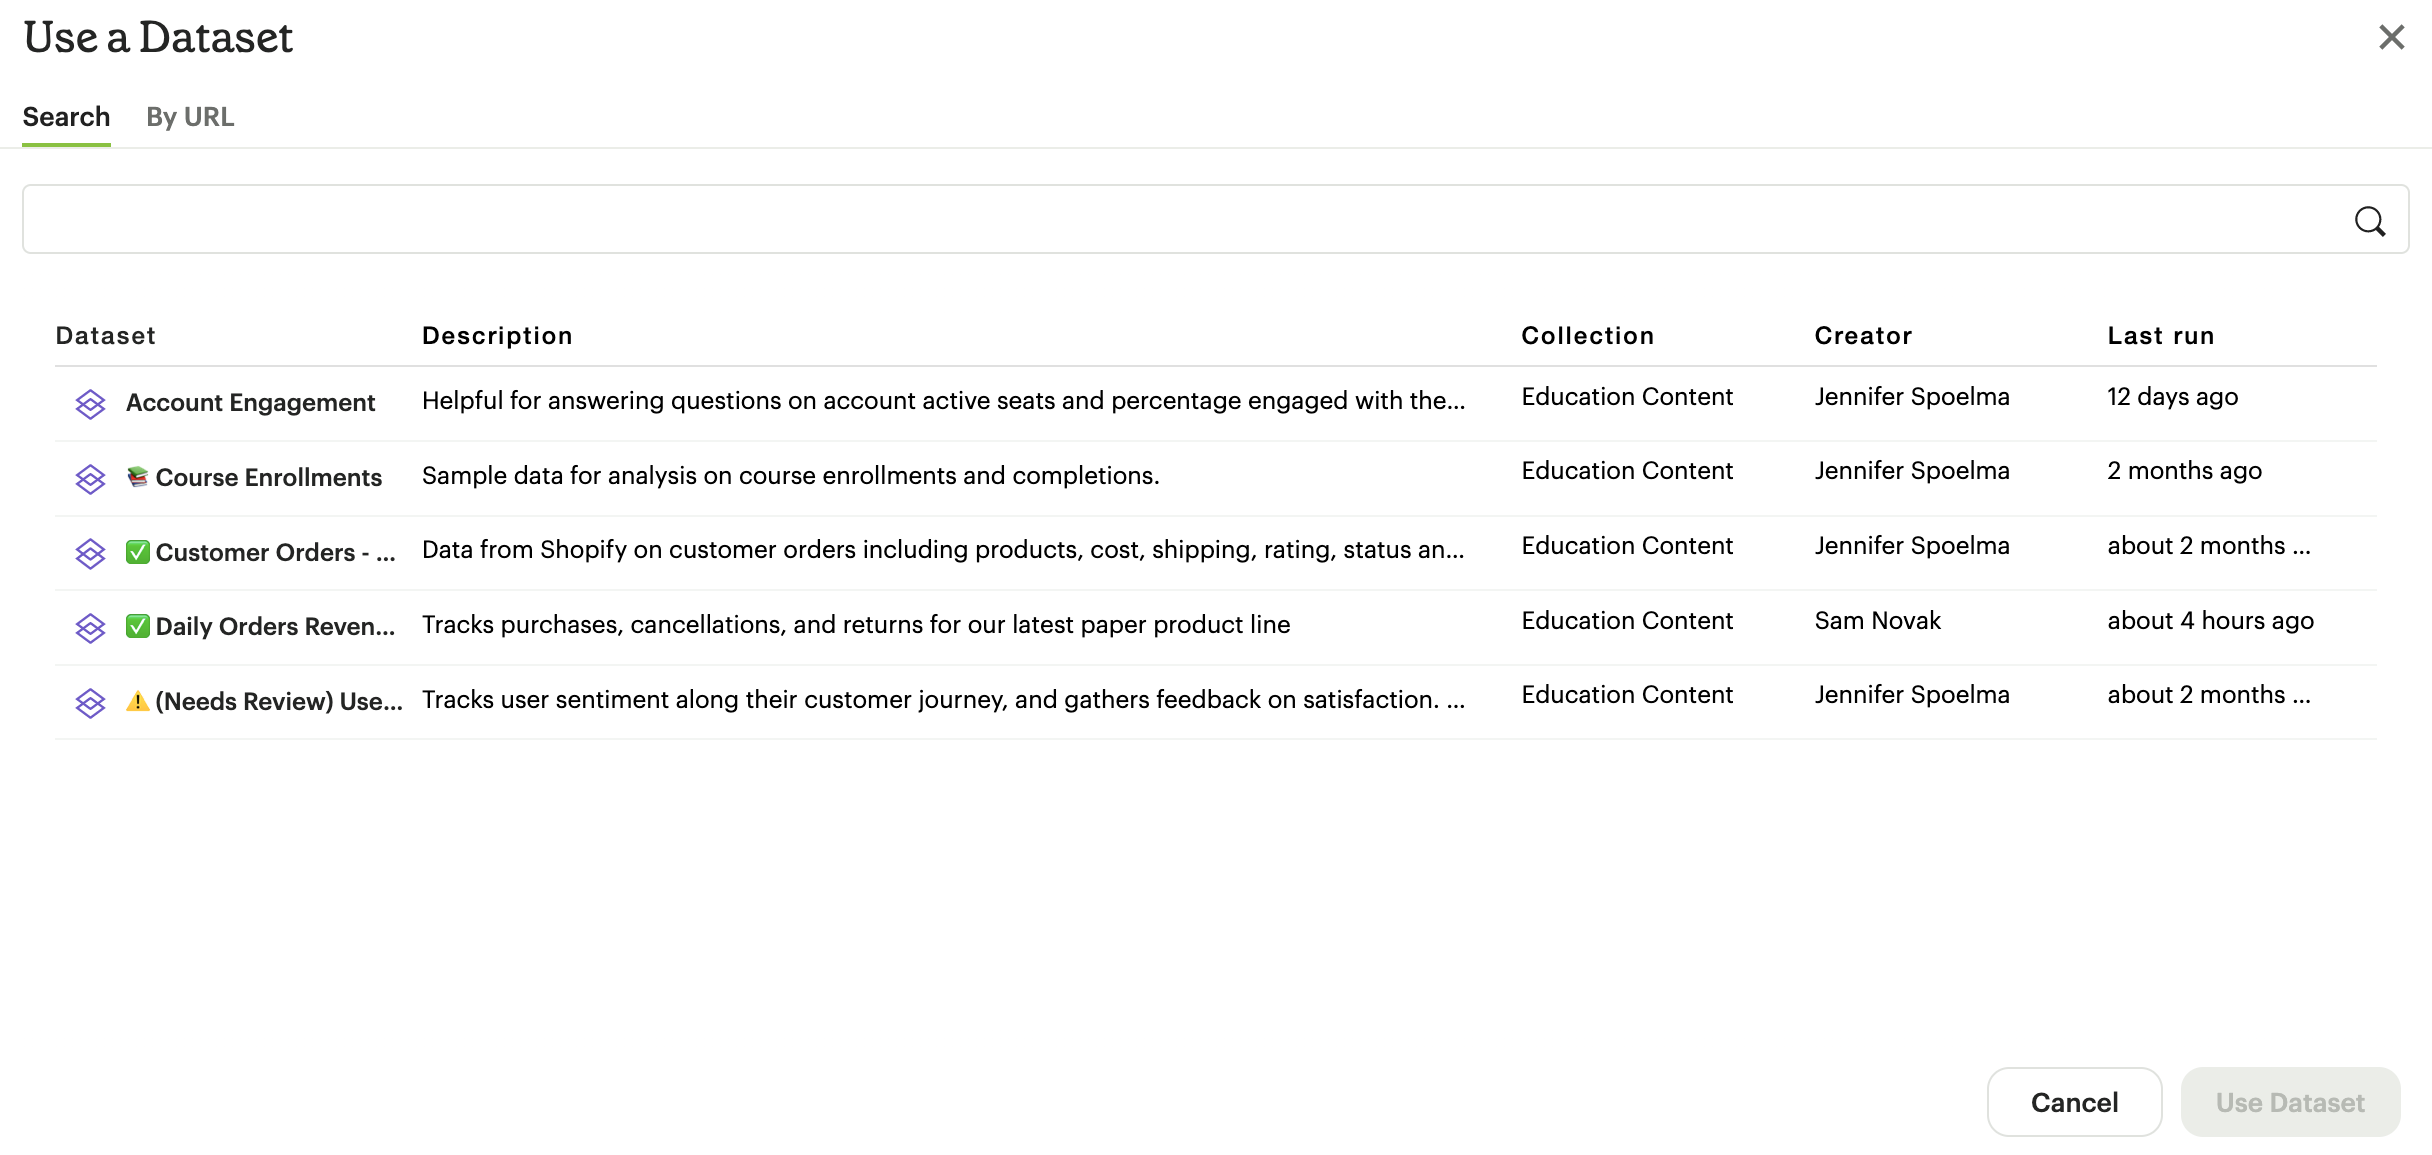 Use a Dataset
Search By URL
Dataset Description Collection Creator Last run
Account Engagement Helpful for answering questions on account active seats and percentage engaged with the... Education Content Jennifer Spoelma 12 days ago
📚 Course Enrollments Sample data for analysis on course enrollments and completions. Education Content Jennifer Spoelma 2 months ago
✅ Customer Orders - ... Data from Shopify on customer orders including products, cost, shipping, rating, status an... Education Content Jennifer Spoelma about 2 months ...
✅ Daily Orders Reven... Tracks purchases, cancellations, and returns for our latest paper product line Education Content Sam Novak about 4 hours ago
⚠️ (Needs Review) Use... Tracks user sentiment along their customer journey, and gathers feedback on satisfaction. ... Education Content Jennifer Spoelma about 2 months ...
Cancel Use Dataset